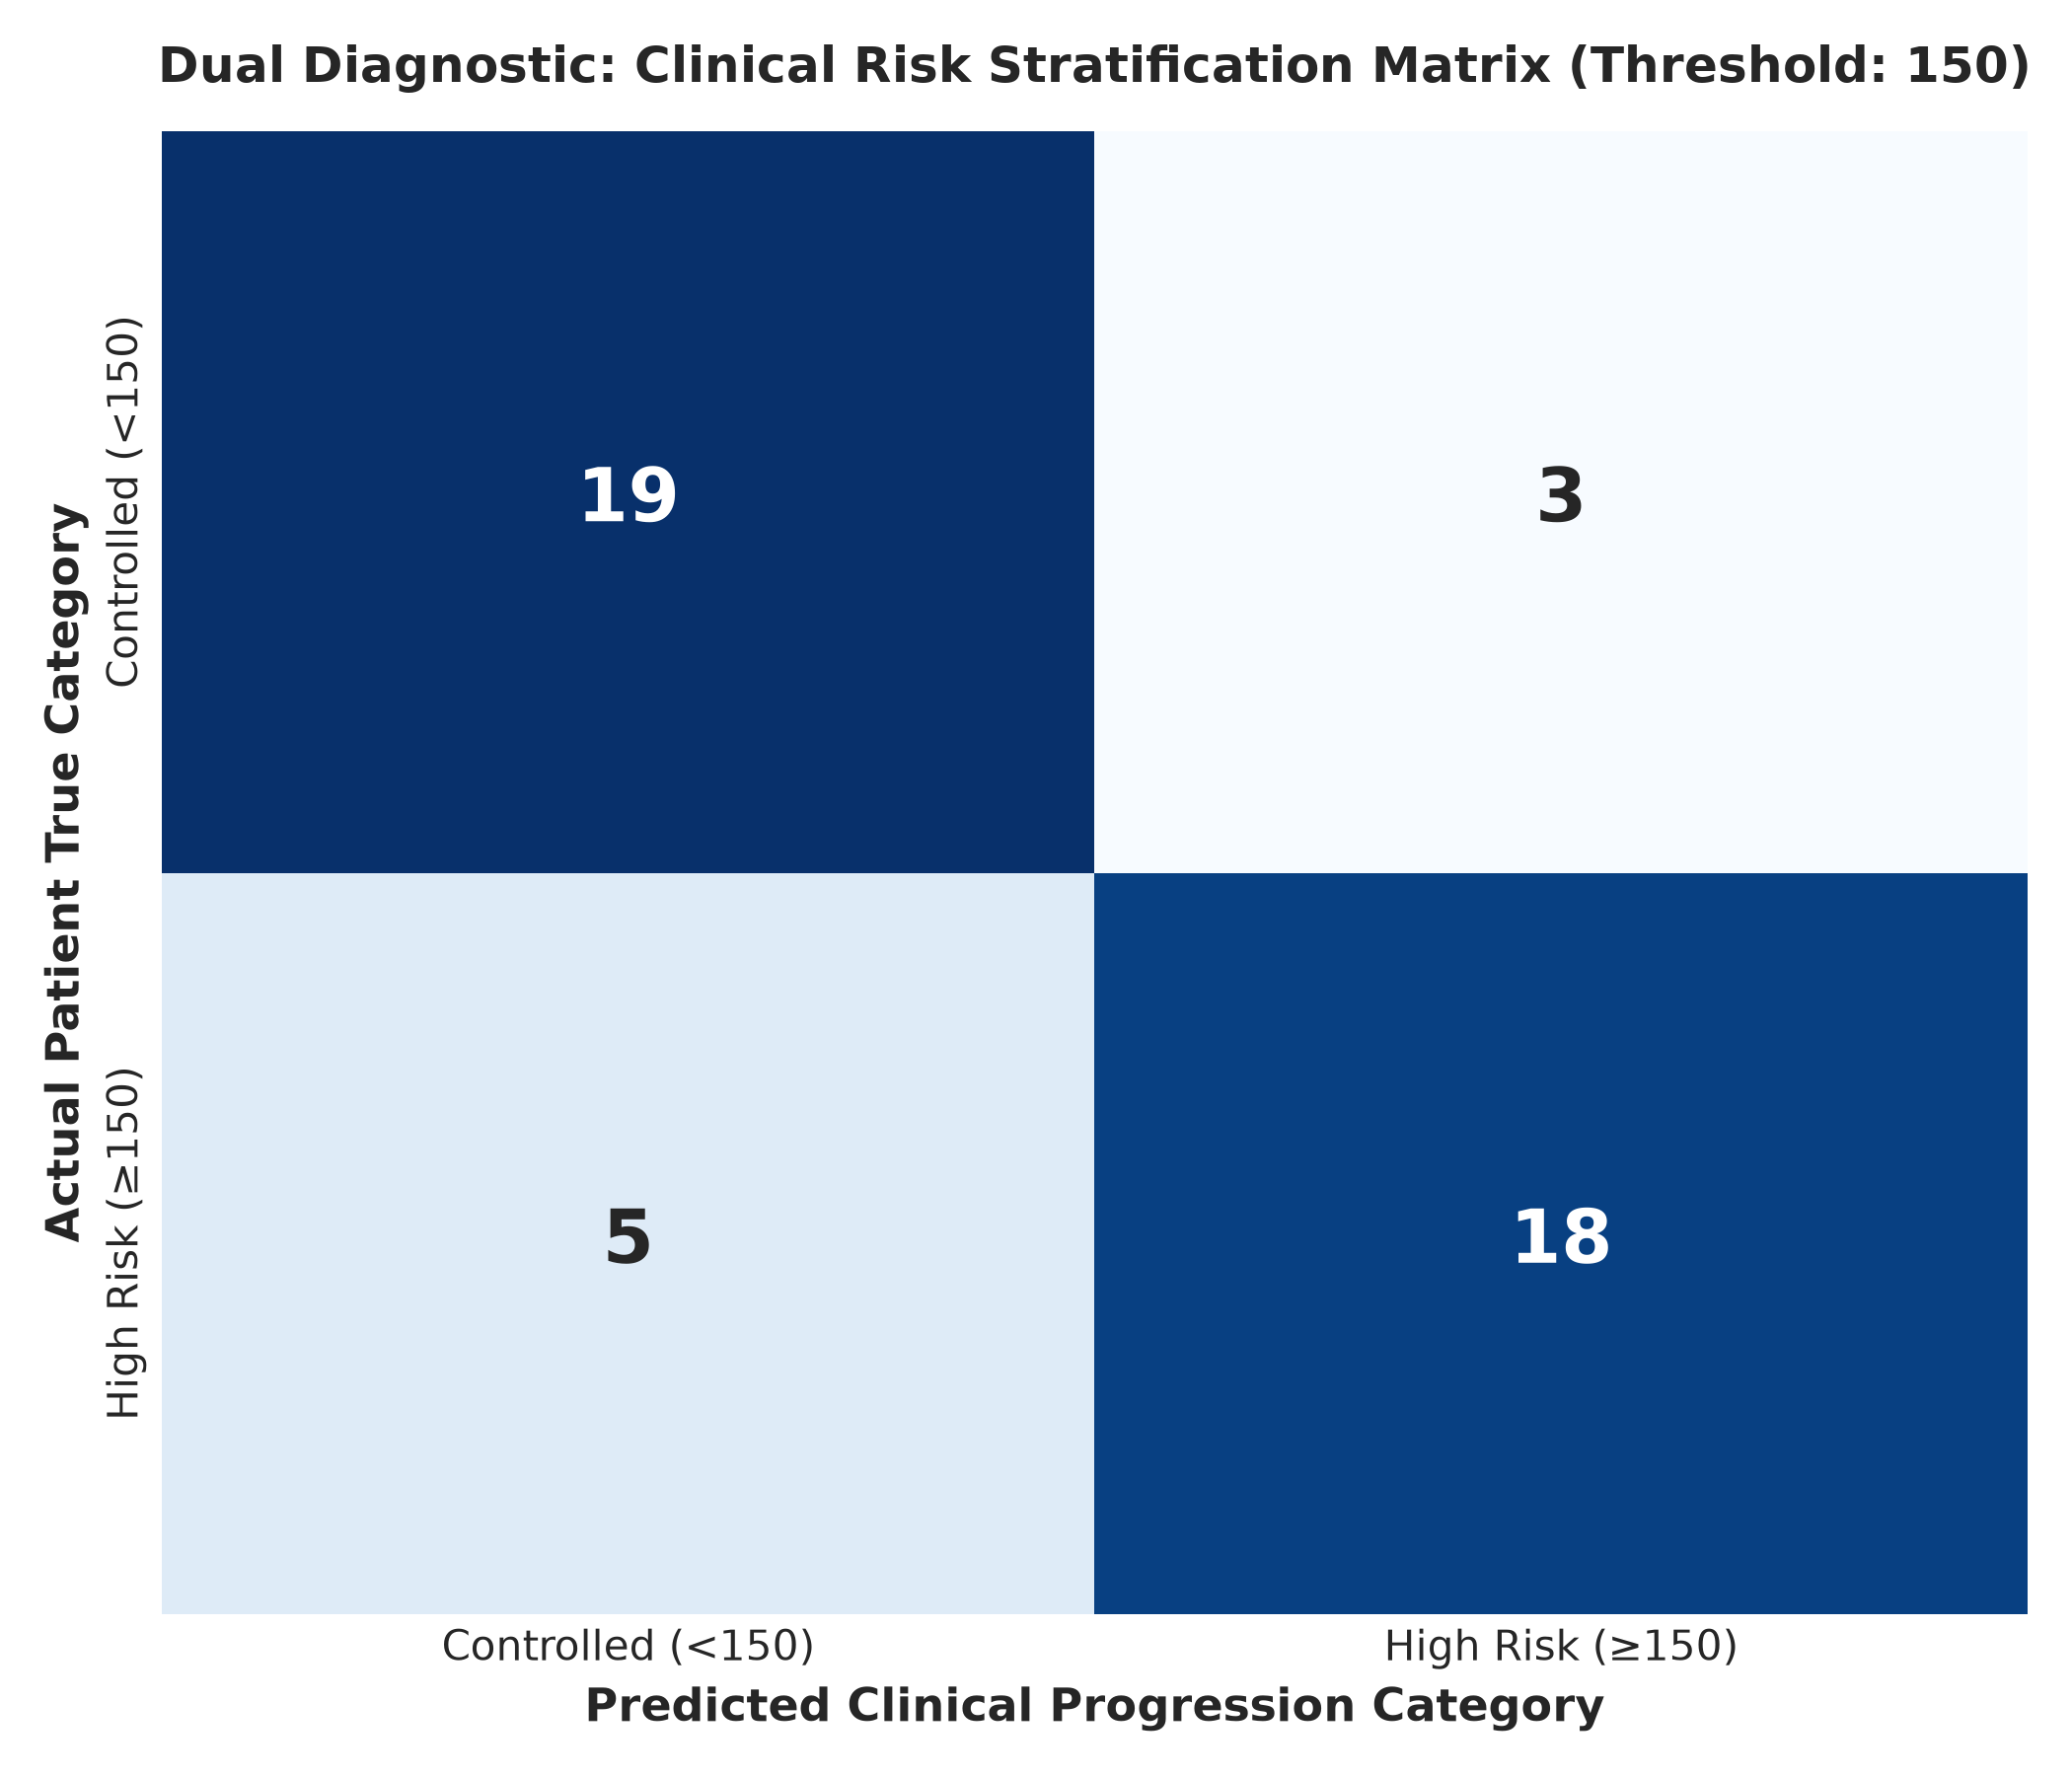 Dual Diagnostic: Clinical Risk Stratification Matrix (Threshold: 150)
Actual Patient True Category
Controlled (<150)
19
3
High Risk (≥150)
5
18
Controlled (<150)
High Risk (≥150)
Predicted Clinical Progression Category